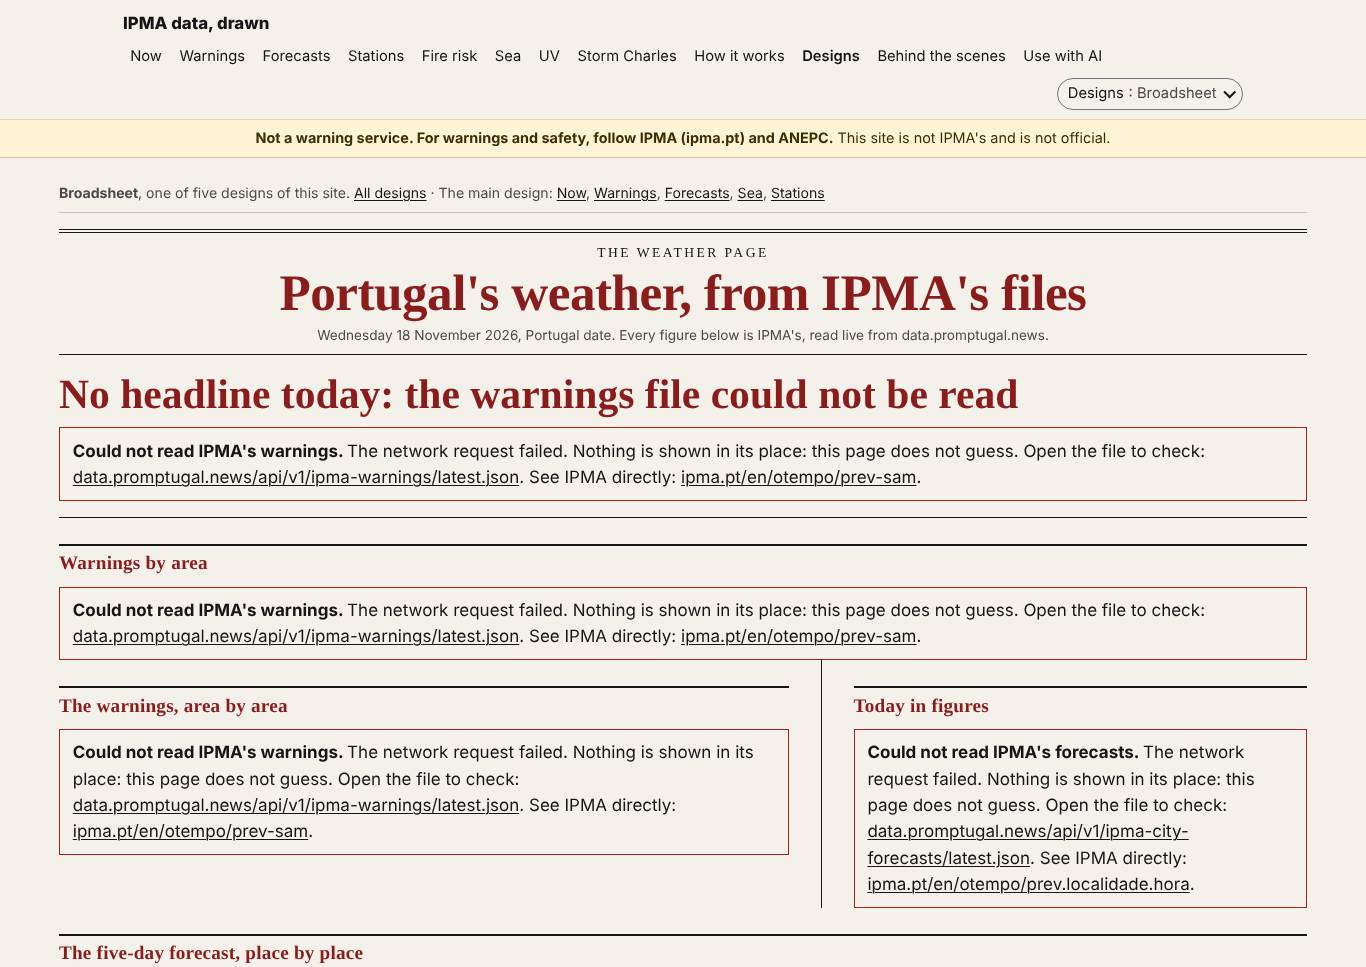 IPMA data, drawn
Now Warnings Forecasts Stations Fire risk Sea UV Storm Charles How it works Designs Behind the scenes Use with AI
Designs : Broadsheet
Not a warning service. For warnings and safety, follow IPMA (ipma.pt) and ANEPC. This site is not IPMA's and is not official.
Broadsheet, one of five designs of this site. All designs · The main design: Now, Warnings, Forecasts, Sea, Stations
THE WEATHER PAGE
Portugal's weather, from IPMA's files
Wednesday 18 November 2026, Portugal date. Every figure below is IPMA's, read live from data.promptugal.news.
No headline today: the warnings file could not be read
Could not read IPMA's warnings. The network request failed. Nothing is shown in its place: this page does not guess. Open the file to check:
data.promptugal.news/api/v1/ipma-warnings/latest.json. See IPMA directly: ipma.pt/en/otempo/prev-sam.
Warnings by area
Could not read IPMA's warnings. The network request failed. Nothing is shown in its place: this page does not guess. Open the file to check:
data.promptugal.news/api/v1/ipma-warnings/latest.json. See IPMA directly: ipma.pt/en/otempo/prev-sam.
The warnings, area by area
Could not read IPMA's warnings. The network request failed. Nothing is shown in its
place: this page does not guess. Open the file to check:
data.promptugal.news/api/v1/ipma-warnings/latest.json. See IPMA directly:
ipma.pt/en/otempo/prev-sam.
Today in figures
Could not read IPMA's forecasts. The network
request failed. Nothing is shown in its place: this
page does not guess. Open the file to check:
data.promptugal.news/api/v1/ipma-city-
forecasts/latest.json. See IPMA directly:
ipma.pt/en/otempo/prev.localidade.hora.
The five-day forecast, place by place